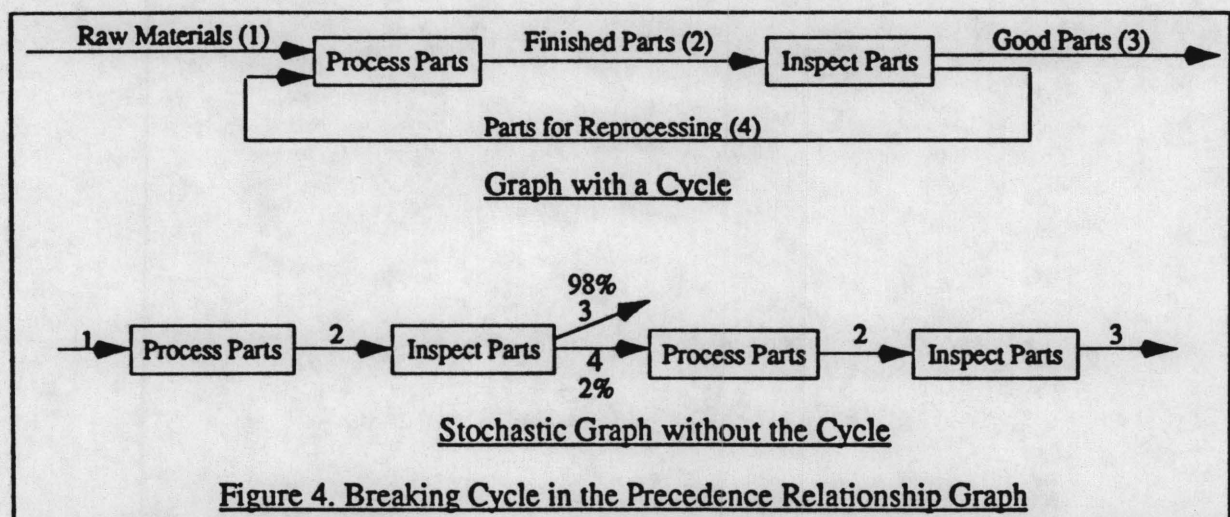 Raw Materials (1)
Process Parts
Finished Parts (2)
Inspect Parts
Good Parts (3)
Parts for Reprocessing (4)
Graph with a Cycle
1
Process Parts
2
Inspect Parts
98%
3
4
2%
Process Parts
2
Inspect Parts
3
Stochastic Graph without the Cycle
Figure 4. Breaking Cycle in the Precedence Relationship Graph